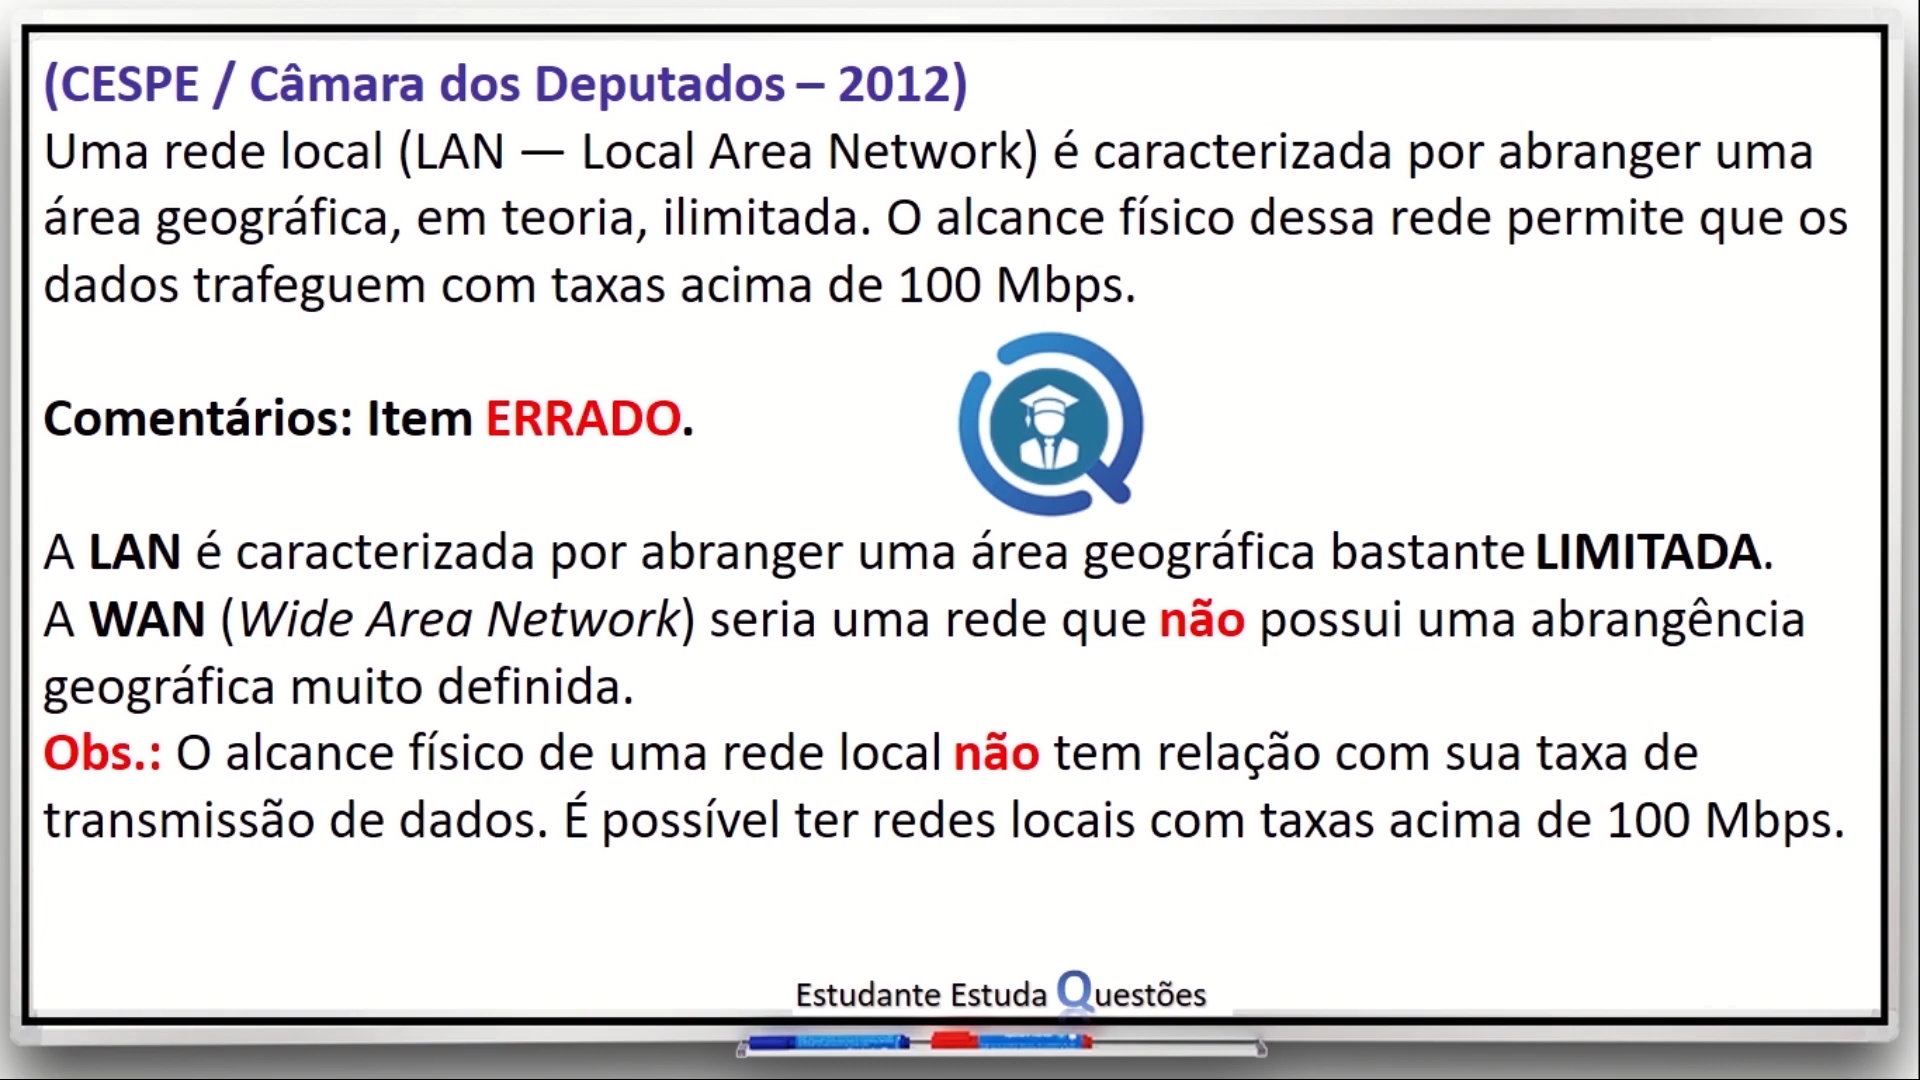 (CESPE / Câmara dos Deputados – 2012)
Uma rede local (LAN — Local Area Network) é caracterizada por abranger uma
área geográfica, em teoria, ilimitada. O alcance físico dessa rede permite que os
dados trafeguem com taxas acima de 100 Mbps.
Comentários: Item ERRADO.
A LAN é caracterizada por abranger uma área geográfica bastante LIMITADA.
A WAN (Wide Area Network) seria uma rede que não possui uma abrangência
geográfica muito definida.
Obs.: O alcance físico de uma rede local não tem relação com sua taxa de
transmissão de dados. É possível ter redes locais com taxas acima de 100 Mbps.
Estudante Estuda Questões